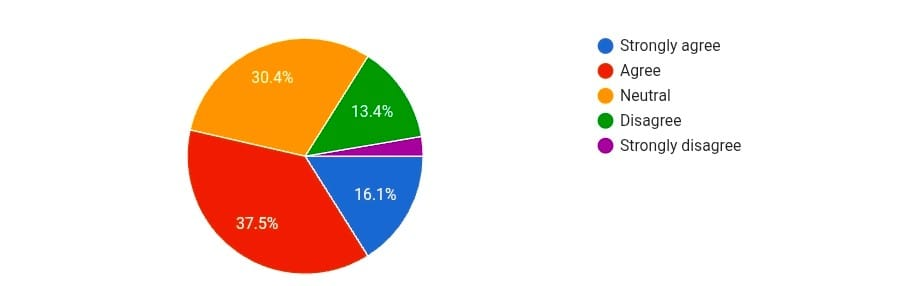 30.4%
13.4%
16.1%
37.5%
Strongly agree
Agree
Neutral
Disagree
Strongly disagree